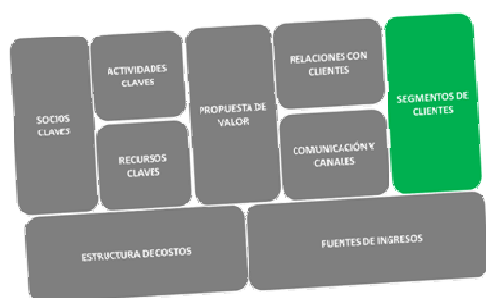 SOCIOS
CLAVES
ACTIVIDADES
CLAVES
RECURSOS
CLAVES
PROPUESTA DE
VALOR
RELACIONES CON
CLIENTES
COMUNICACIÓN Y
CANALES
SEGMENTOS DE
CLIENTES
ESTRUCTURA DE COSTOS
FUENTES DE INGRESOS